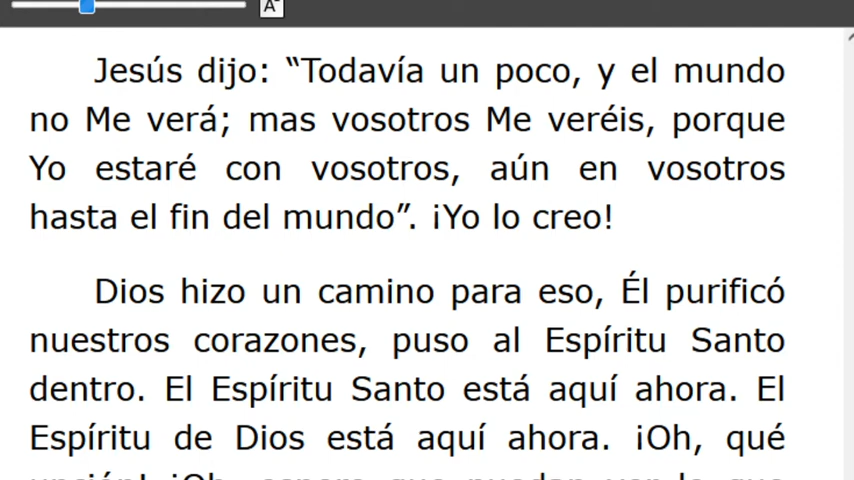 A
Jesús dijo: “Todavía un poco, y el mundo
no Me verá; mas vosotros Me veréis, porque
Yo estaré con vosotros, aún en vosotros
hasta el fin del mundo”. ¡Yo lo creo!
Dios hizo un camino para eso, Él purificó
nuestros corazones, puso al Espíritu Santo
dentro. El Espíritu Santo está aquí ahora. El
Espíritu de Dios está aquí ahora. ¡Oh, qué